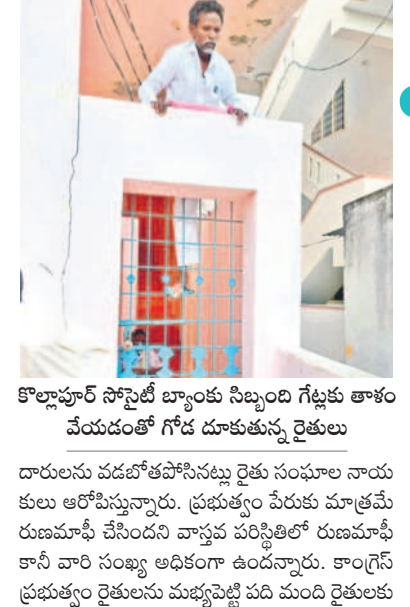 కొల్లాపూర్ సోసైటీ బ్యాంకు సిబ్బంది గేట్లకు తాళం
వేయడంతో గోడ దూకుతున్న రైతులు
దారులను వడబోతపోసినట్లు రైతు సంఘాల నాయ
కులు ఆరోపిస్తున్నారు. ప్రభుత్వం పేరుకు మాత్రమే
రుణమాఫీ చేసిందని వాస్తవ పరిస్థితిలో రుణమాఫీ
కానీ వారి సంఖ్య అధికంగా ఉందన్నారు. కాంగ్రెస్
ప్రభుత్వం రైతులను మభ్యపెట్టి పది మంది రైతులకు